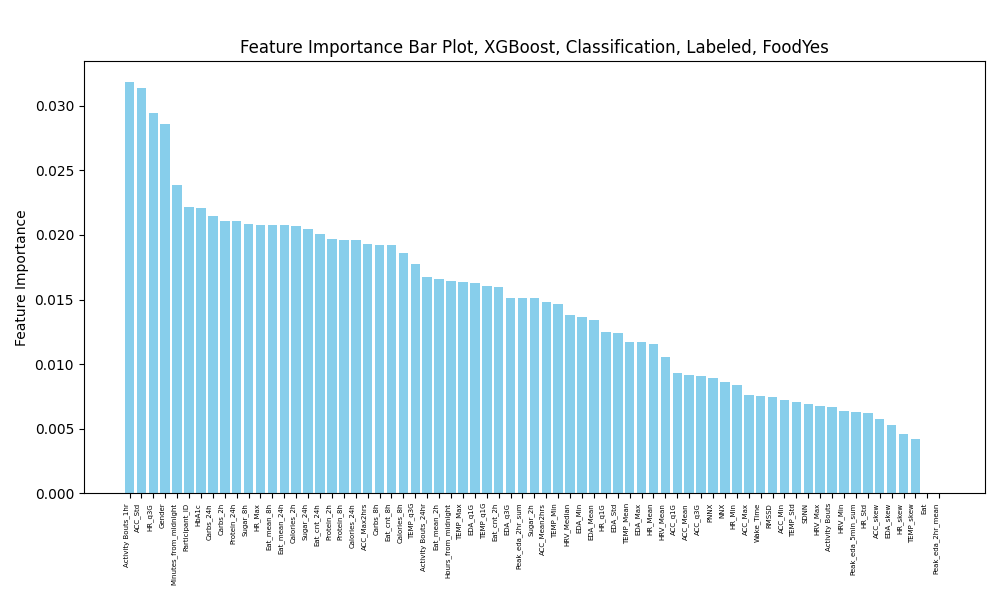 Feature Importance Bar Plot, XGBoost, Classification, Labeled, FoodYes
Feature Importance
0.030
0.025
0.020
0.015
0.010
0.005
0.000
Activity Bouts_1hr
ACC_Std
HR_q3G
Gender
Minutes_from_midnight
Participant_ID
HbA1c
Carbs_24h
Carbs_2h
Protein_24h
Sugar_8h
HR_Max
Eat_mean_8h
Eat_mean_24h
Calories_2h
Sugar_24h
Eat_cnt_24h
Protein_2h
Protein_8h
Calories_24h
ACC_Max2hrs
Carbs_8h
Eat_cnt_8h
Calories_8h
TEMP_q3G
Activity Bouts_24hr
Eat_mean_2h
Hours_from_midnight
TEMP_Max
EDA_q1G
TEMP_q1G
Eat_cnt_2h
EDA_q3G
Peak_eda_2hr_sum
Sugar_2h
ACC_Mean2hrs
TEMP_Min
HRV_Median
EDA_Min
EDA_Mean
HR_q1G
EDA_Std
TEMP_Mean
EDA_Max
HR_Mean
HRV_Mean
ACC_q1G
ACC_Mean
ACC_q3G
PNNX
NNX
HR_Min
ACC_Max
Wake_Time
RMSSD
ACC_Min
TEMP_Std
SDNN
HRV_Max
Activity Bouts
HRV_Min
Peak_eda_5min_sum
HR_Std
ACC_skew
EDA_skew
HR_skew
TEMP_skew
Eat
Peak_eda_2hr_mean